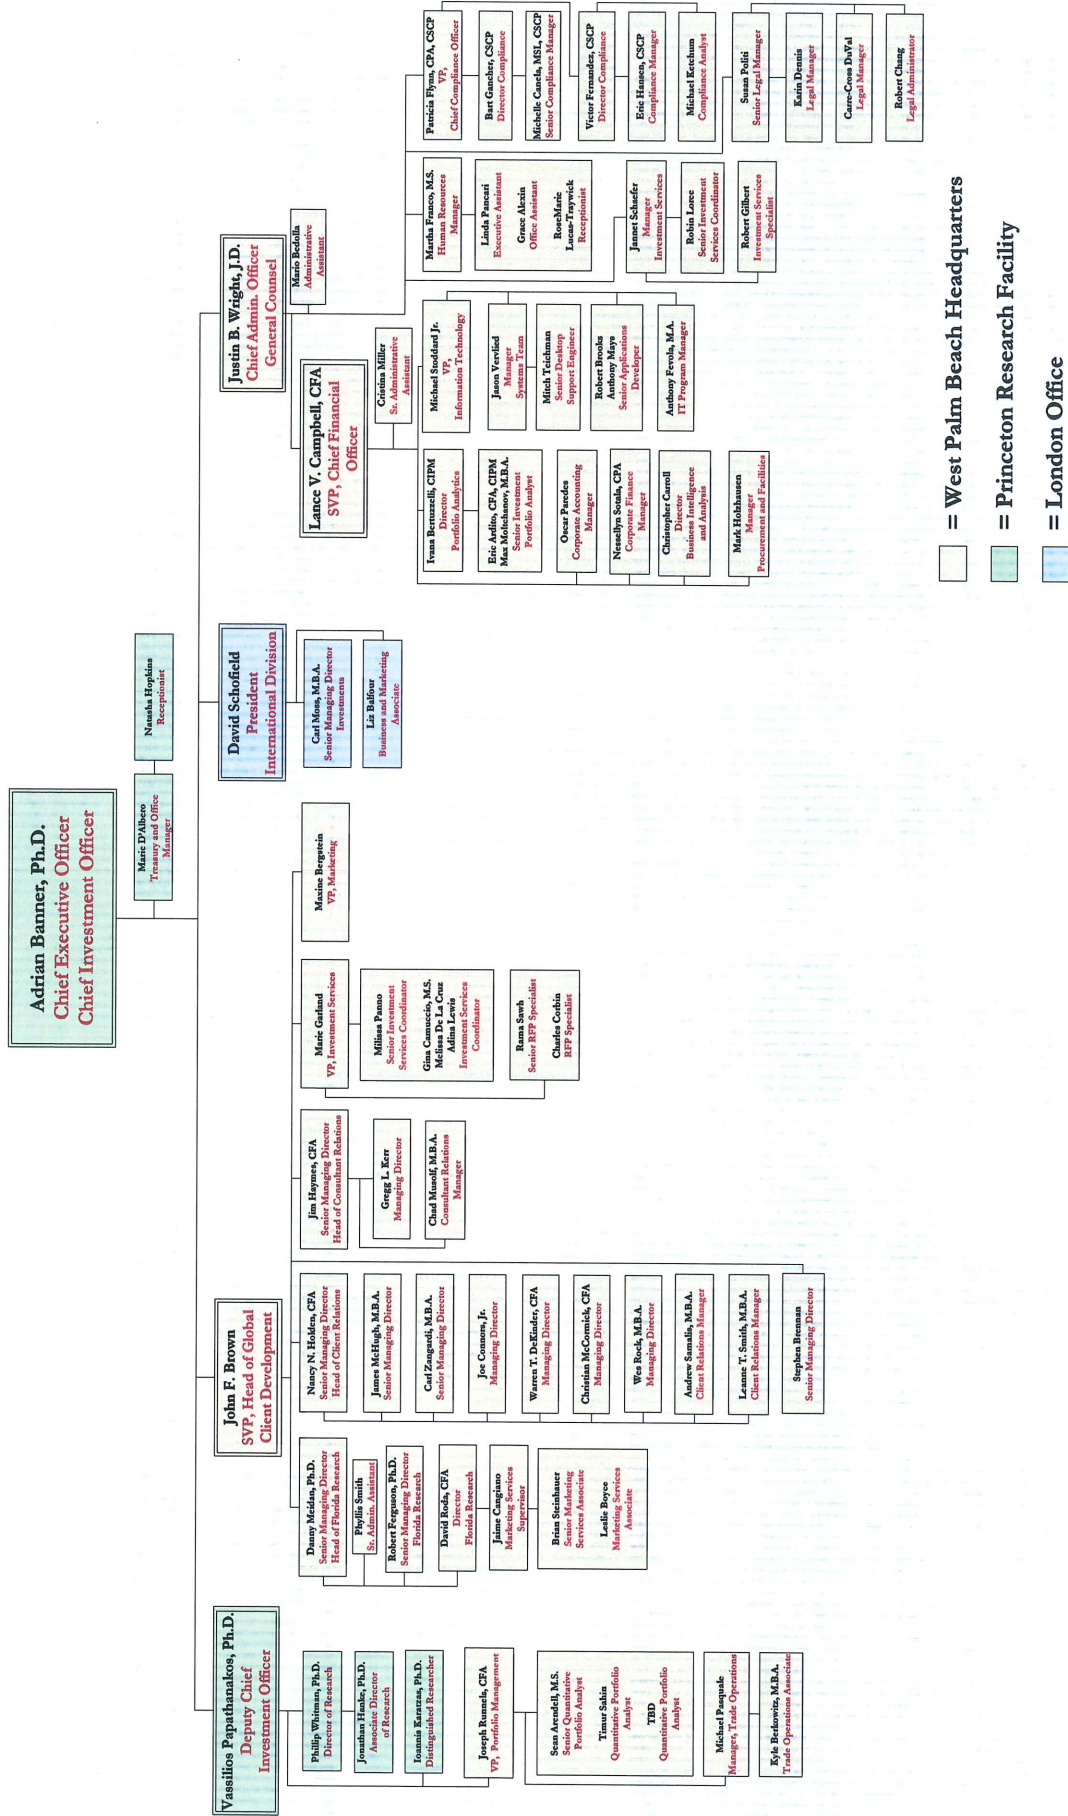 Adrian Banner, Ph.D.
Chief Executive Officer
Chief Investment Officer
Marie D'Albero
Treasury and Office
Manager
Natasha Hopkins
Receptionist
Vassilios Papathanakos, Ph.D.
Deputy Chief
Investment Officer
Phillip Whitman, Ph.D.
Director of Research
Jonathan Hanke, Ph.D.
Associate Director
of Research
Ioannis Karatzas, Ph.D.
Distinguished Researcher
Joseph Runnels, CFA
VP, Portfolio Management
Sean Arendell, M.S.
Senior Quantitative
Portfolio Analyst
Timur Sahin
Quantitative Portfolio
Analyst
TBD
Quantitative Portfolio
Analyst
Michael Pasquale
Manager, Trade Operations
Kyle Berkowitz, M.B.A.
Trade Operations Associate
John F. Brown
SVP, Head of Global
Client Development
Danny Meidan, Ph.D.
Senior Managing Director
Head of Florida Research
Phyllis Smith
Sr. Admin. Assistant
Robert Ferguson, Ph.D.
Senior Managing Director
Florida Research
David Roda, CFA
Director
Florida Research
Jaime Cangiano
Marketing Services
Supervisor
Brian Steinhauer
Senior Marketing
Services Associate
Leslie Boyce
Marketing Services
Associate
Nancy N. Holden, CFA
Senior Managing Director
Head of Client Relations
James McHugh, M.B.A.
Senior Managing Director
Carl Zangardi, M.B.A.
Senior Managing Director
Joe Connors, Jr.
Managing Director
Warren T. DeKinder, CFA
Managing Director
Christian McCormick, CFA
Managing Director
Wes Rock, M.B.A.
Managing Director
Andrew Samalis, M.B.A.
Client Relations Manager
Leanne T. Smith, M.B.A.
Client Relations Manager
Stephen Brennan
Senior Managing Director
Jim Haymes, CFA
Senior Managing Director
Head of Consultant Relations
Gregg L. Kerr
Managing Director
Chad Musolf, M.B.A.
Consultant Relations
Manager
Marie Garland
VP, Investment Services
Milissa Panno
Senior Investment
Services Coordinator
Gina Camuccio, M.S.
Melissa De La Cruz
Adina Lewis
Investment Services
Coordinator
Rama Sawh
Senior RFP Specialist
Charles Corbin
RFP Specialist
Maxine Bergstein
VP, Marketing
David Schofield
President
International Division
Carl Moss, M.B.A.
Senior Managing Director
Investments
Liz Balfour
Business and Marketing
Associate
Justin B. Wright, J.D.
Chief Admin. Officer
General Counsel
Mario Bedolla
Administrative
Assistant
Lance V. Campbell, CFA
SVP, Chief Financial
Officer
Cristina Miller
Sr. Administrative
Assistant
Ivana Bertuzzelli, CIPM
Director
Portfolio Analytics
Eric Ardito, CFA, CIPM
Max Molchanov, M.B.A.
Senior Investment
Portfolio Analyst
Oscar Paredes
Corporate Accounting
Manager
Nessellyn Sotala, CPA
Corporate Finance
Manager
Christopher Carroll
Director
Business Intelligence
and Analysis
Mark Holzhausen
Manager
Procurement and Facilities
Michael Stoddard Jr.
VP,
Information Technology
Jason Vervlied
Manager
Systems Team
Mitch Teichman
Senior Desktop
Support Engineer
Robert Brooks
Anthony Mays
Senior Applications
Developer
Anthony Fevola, M.A.
IT Program Manager
Martha Franco, M.S.
Human Resources
Manager
Linda Pancari
Executive Assistant
Grace Alexin
Office Assistant
RoseMarie
Lucas-Traywick
Receptionist
Jannet Schaefer
Manager
Investment Services
Robin Lorce
Senior Investment
Services Coordinator
Robert Gilbert
Investment Services
Specialist
Patricia Flynn, CPA, CSCP
VP,
Chief Compliance Officer
Bart Gancher, CSCP
Director Compliance
Michelle Canela, MSL, CSCP
Senior Compliance Manager
Victor Fernandez, CSCP
Director Compliance
Eric Hansen, CSCP
Compliance Manager
Michael Ketchum
Compliance Analyst
Susan Politi
Senior Legal Manager
Karin Dennis
Legal Manager
Carre-Cross DuVal
Legal Manager
Robert Chang
Legal Administrator
= West Palm Beach Headquarters
= Princeton Research Facility
= London Office